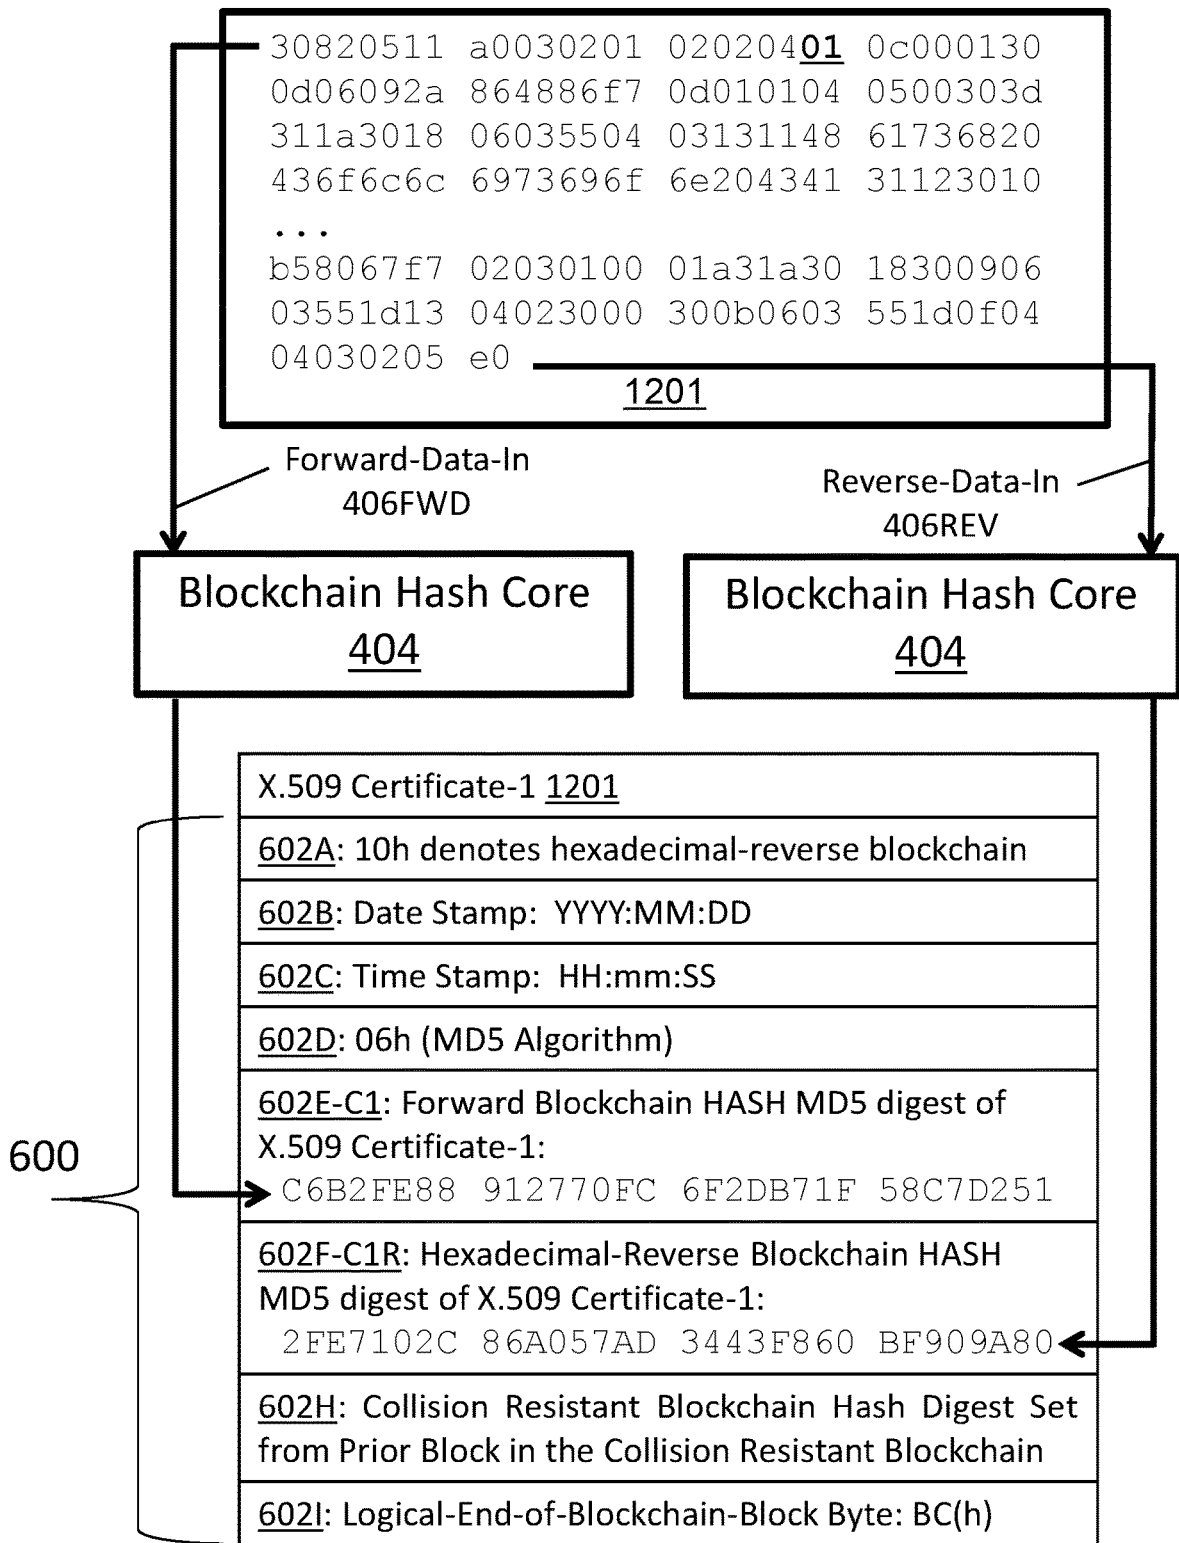 30820511 a0030201 02020401 0c000130
0d06092a 864886f7 0d010104 0500303d
311a3018 06035504 03131148 61736820
436f6c6c 6973696f 6e204341 31123010
...
b58067f7 02030100 01a31a30 18300906
03551d13 04023000 300b0603 551d0f04
04030205 e0
1201
Forward-Data-In
406FWD
Reverse-Data-In
406REV
Blockchain Hash Core
404
Blockchain Hash Core
404
X.509 Certificate-1 1201
602A: 10h denotes hexadecimal-reverse blockchain
602B: Date Stamp: YYYY:MM:DD
602C: Time Stamp: HH:mm:SS
602D: 06h (MD5 Algorithm)
602E-C1: Forward Blockchain HASH MD5 digest of
X.509 Certificate-1:
C6B2FE88 912770FC 6F2DB71F 58C7D251
600
602F-C1R: Hexadecimal-Reverse Blockchain HASH
MD5 digest of X.509 Certificate-1:
2FE7102C 86A057AD 3443F860 BF909A80
602H: Collision Resistant Blockchain Hash Digest Set
from Prior Block in the Collision Resistant Blockchain
602I: Logical-End-of-Blockchain-Block Byte: BC(h)